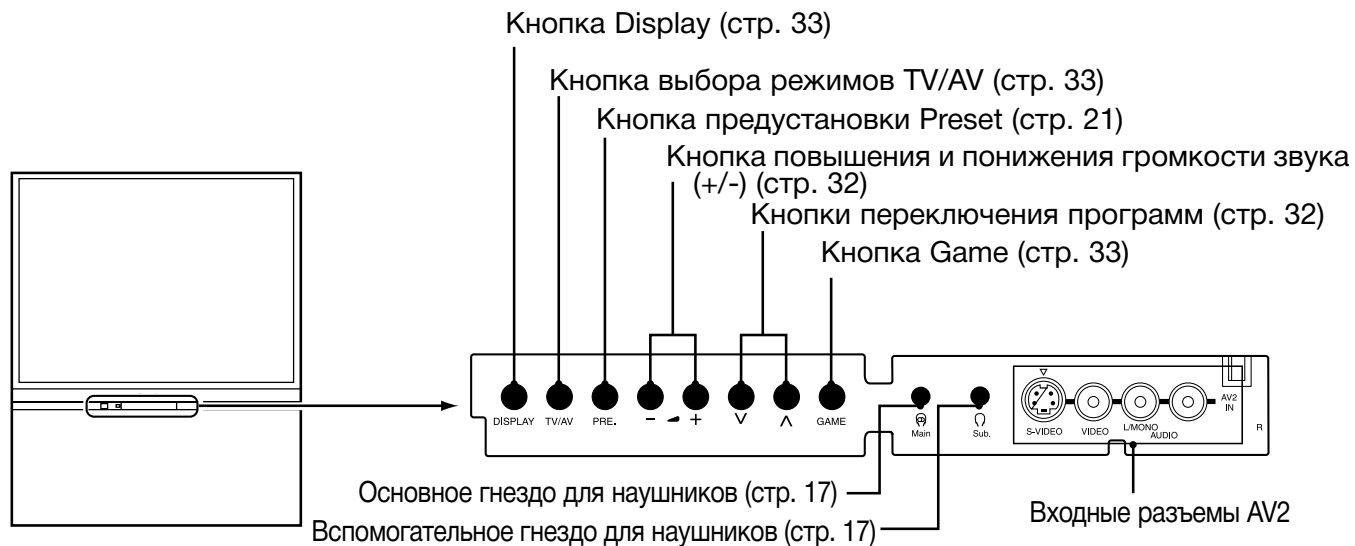 Кнопка Display (стр. 33)
Кнопка выбора режимов TV/AV (стр. 33)
Кнопка предустановки Preset (стр. 21)
Кнопка повышения и понижения громкости звука
(+/-) (стр. 32)
Кнопки переключения программ (стр. 32)
Кнопка Game (стр. 33)
DISPLAY TV/AV PRE. − + ∨ ∧ GAME
Main Sub.
S-VIDEO VIDEO L/MONO AUDIO R
AV2 IN
Основное гнездо для наушников (стр. 17)
Вспомогательное гнездо для наушников (стр. 17)
Входные разъемы AV2